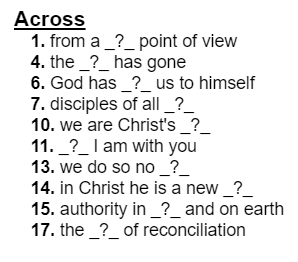 Across
1. from a _?_ point of view
4. the _?_ has gone
6. God has _?_ us to himself
7. disciples of all _?_
10. we are Christ's _?_
11. _?_ I am with you
13. we do so no _?_
14. in Christ he is a new _?_
15. authority in _?_ and on earth
17. the _?_ of reconciliation